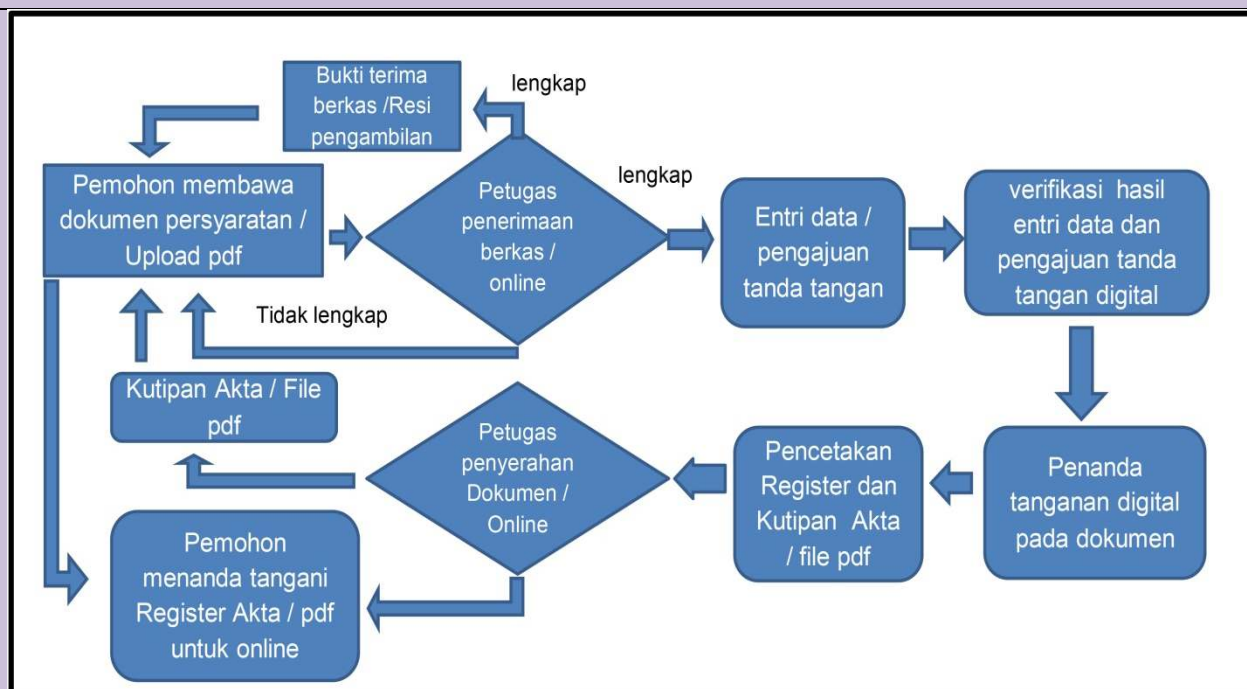 Bukti terima
berkas /Resi
pengambilan
lengkap
Pemohon membawa
dokumen persyaratan /
Upload pdf
Petugas
penerimaan
berkas /
online
lengkap
Entri data /
pengajuan
tanda tangan
verifikasi hasil
entri data dan
pengajuan tanda
tangan digital
Tidak lengkap
Kutipan Akta / File
pdf
Petugas
penyerahan
Dokumen /
Online
Pencetakan
Register dan
Kutipan Akta
/ file pdf
Penanda
tanganan digital
pada dokumen
Pemohon
menanda tangani
Register Akta / pdf
untuk online